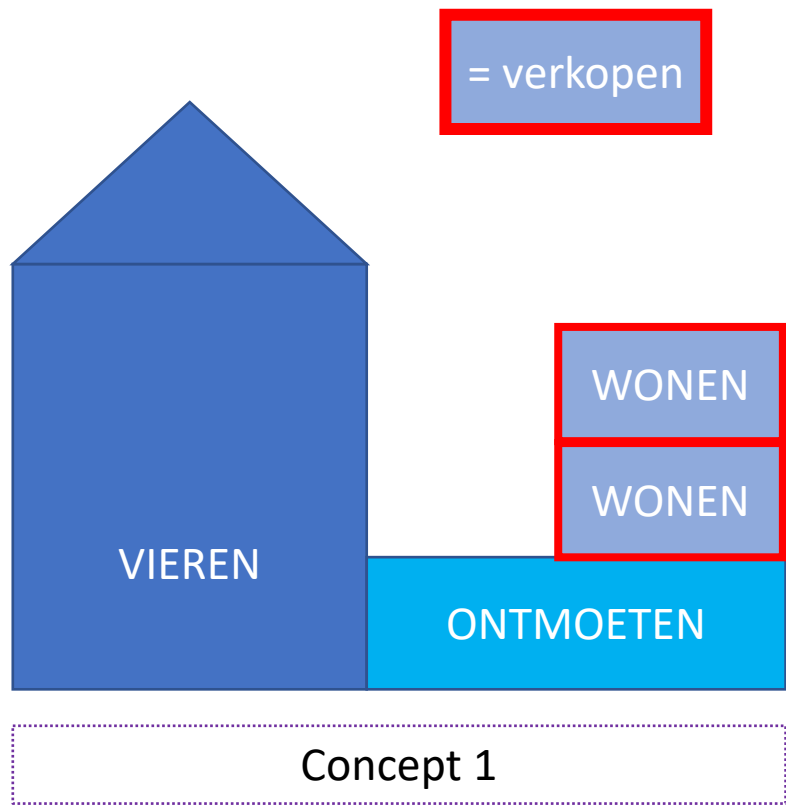 = verkopen
WONEN
WONEN
VIEREN
ONTMOETEN
Concept 1